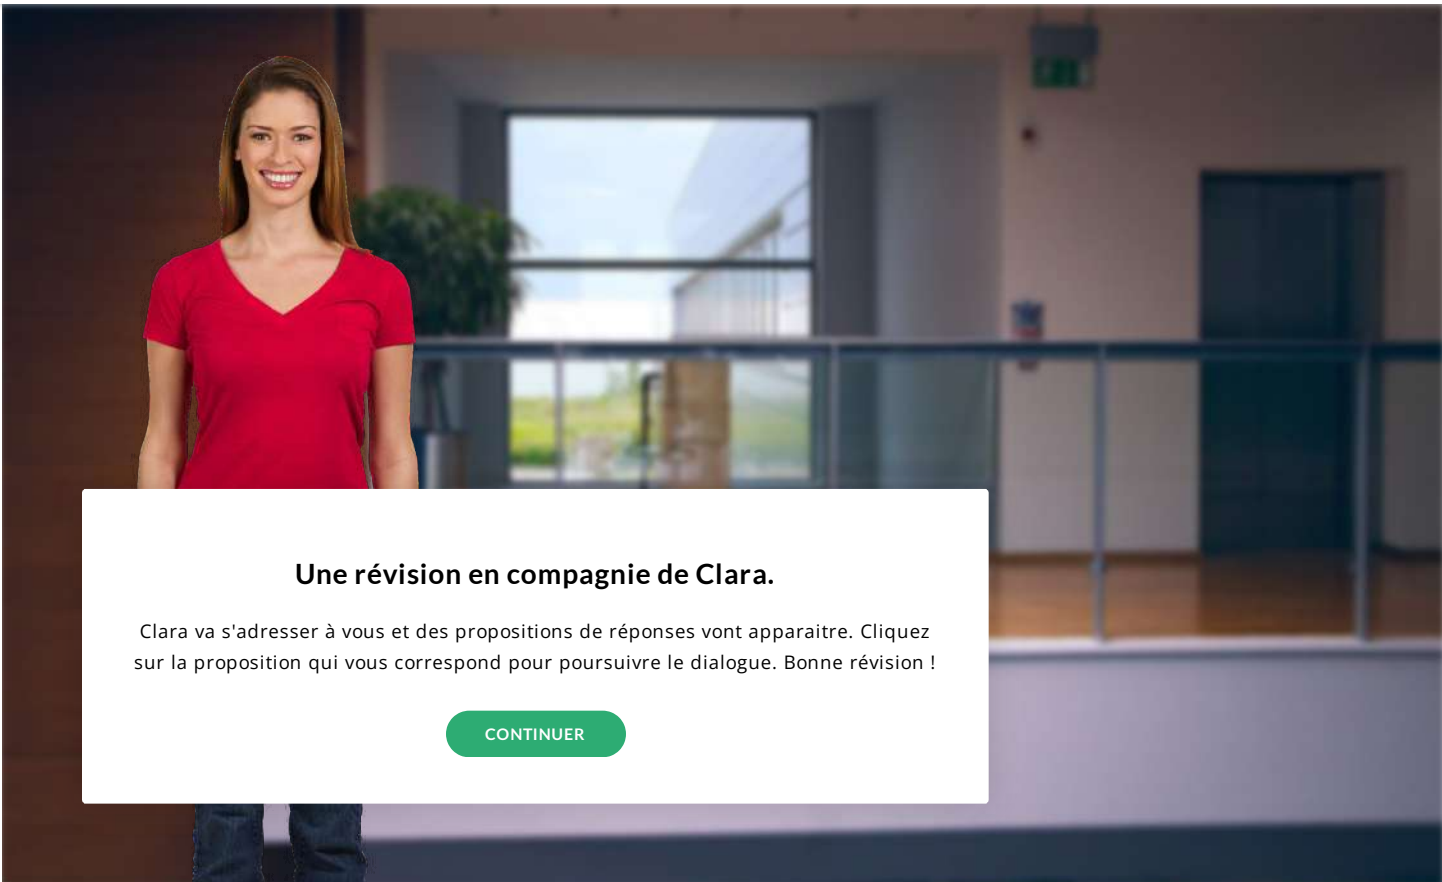 Une révision en compagnie de Clara.
Clara va s'adresser à vous et des propositions de réponses vont apparaitre. Cliquez
sur la proposition qui vous correspond pour poursuivre le dialogue. Bonne révision !
CONTINUER